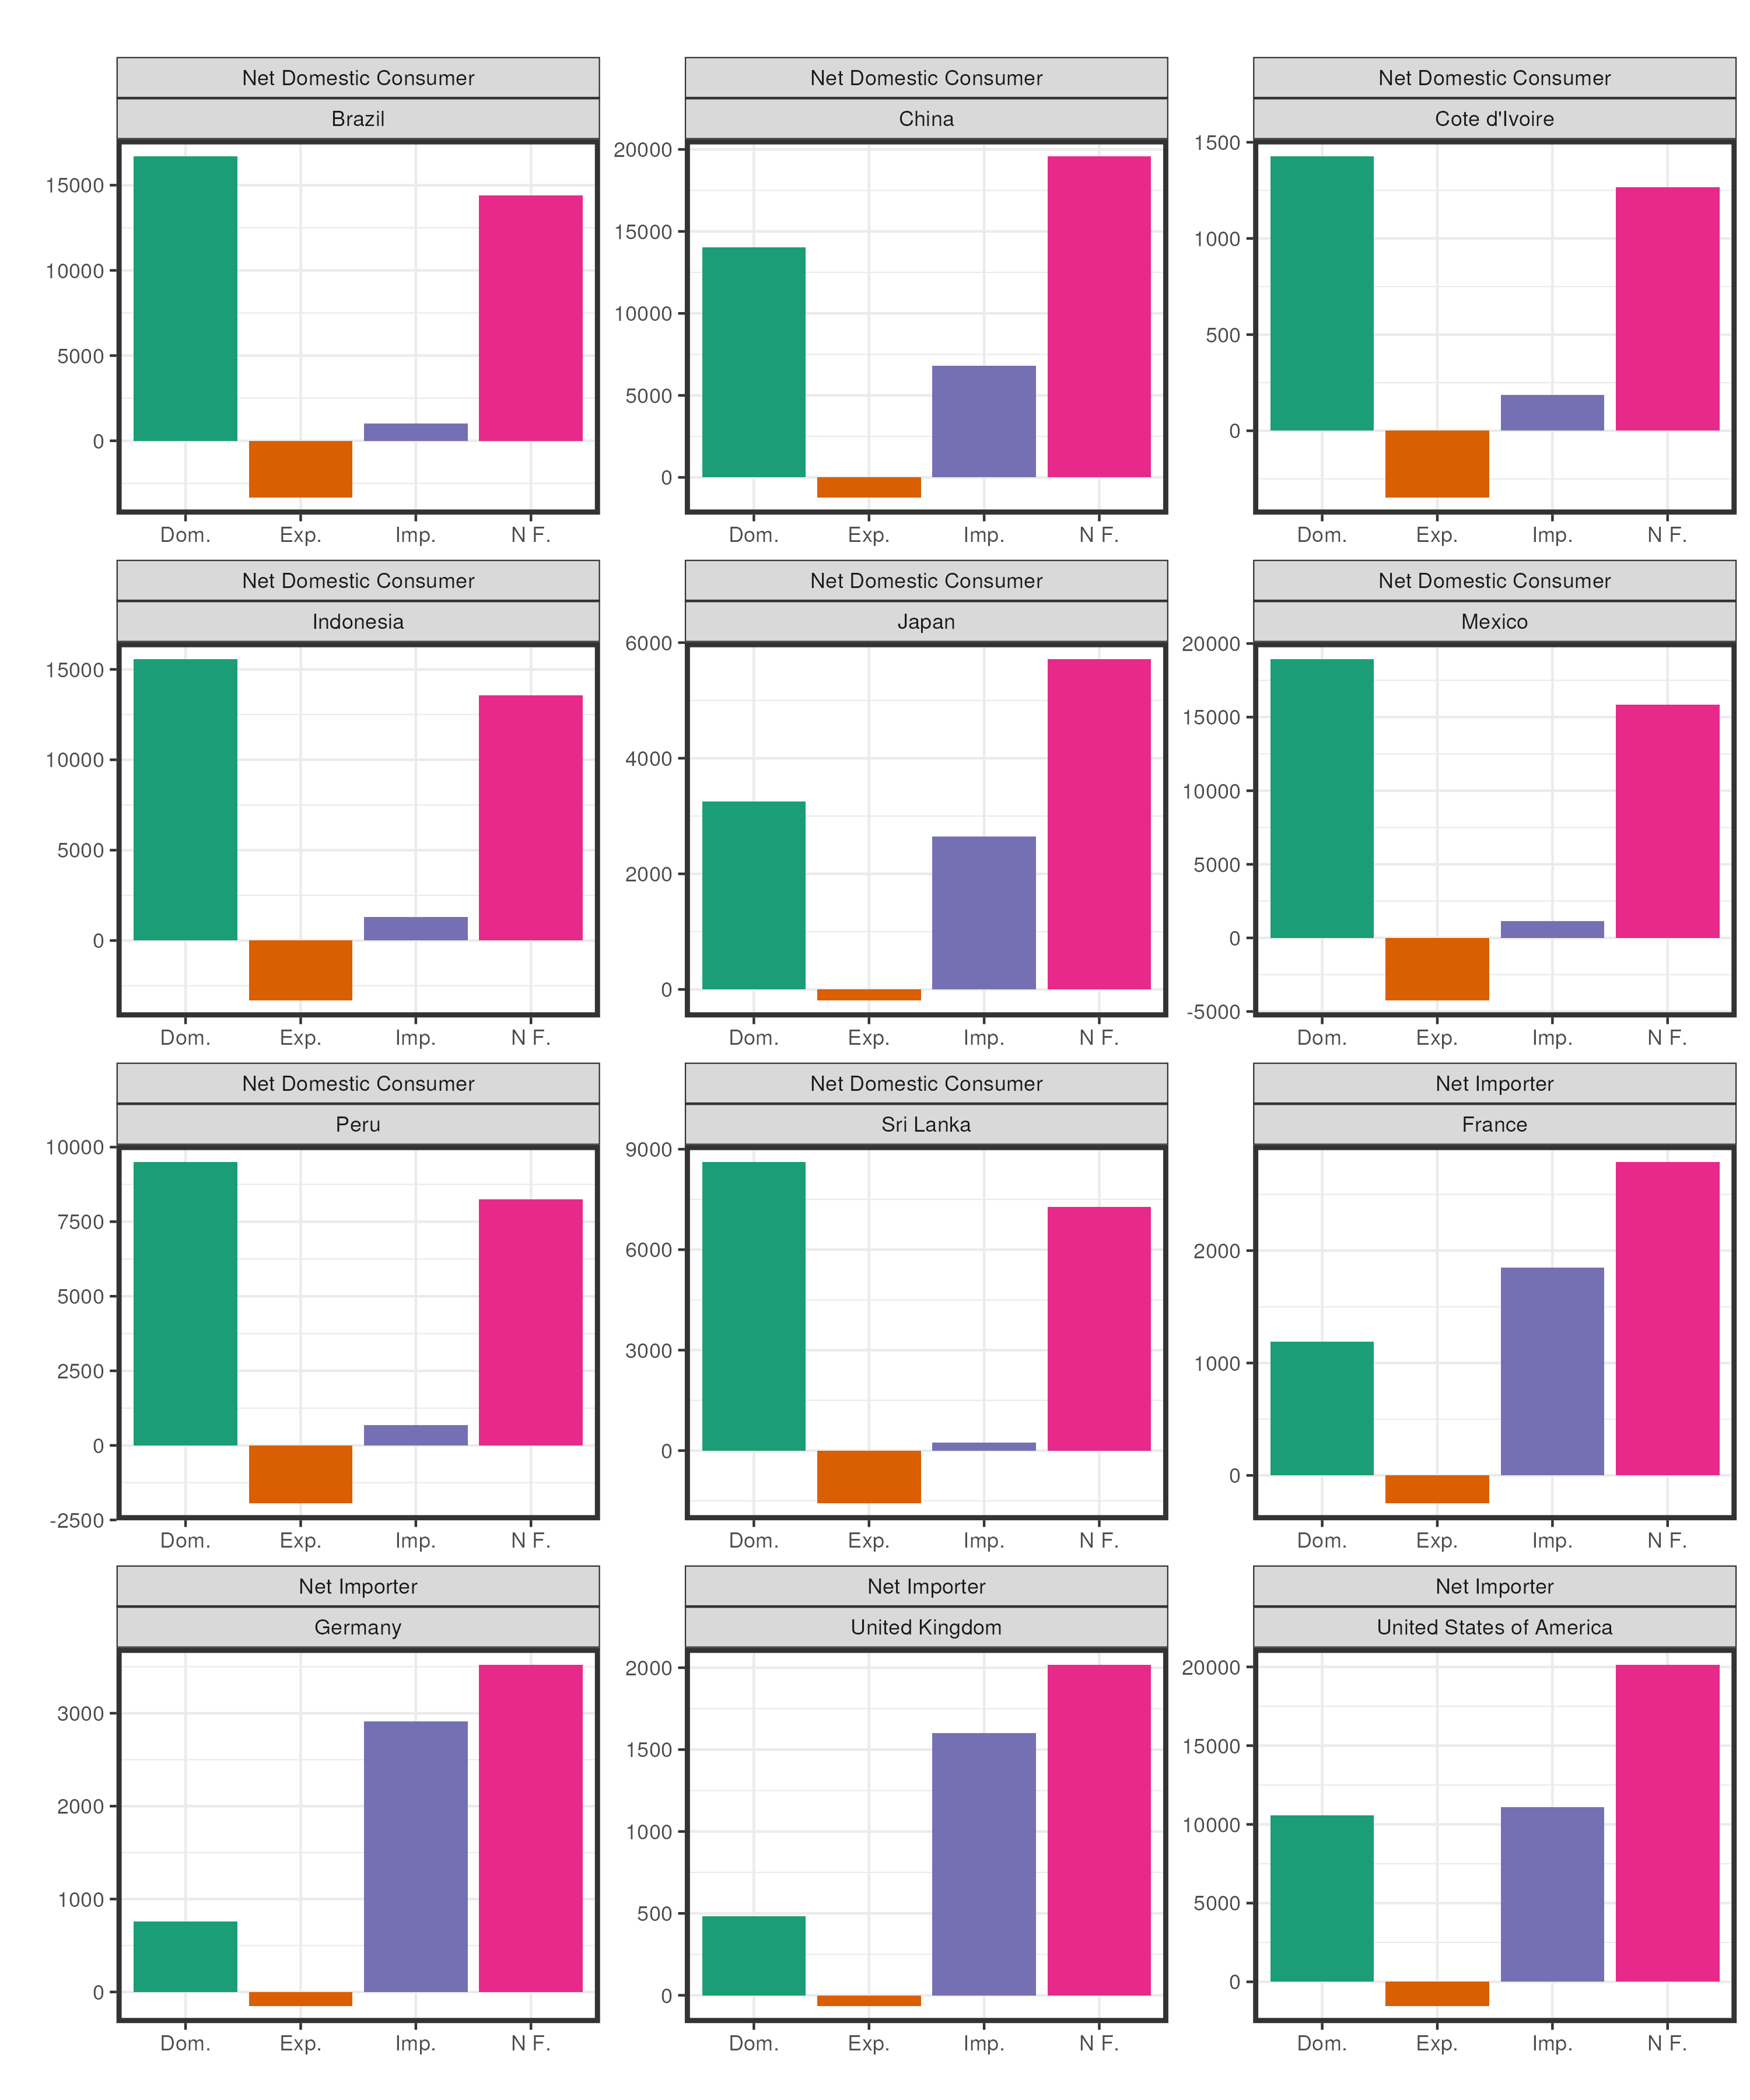 Net Domestic Consumer
Brazil
15000
10000
5000
0
Dom. Exp. Imp. N F.
Net Domestic Consumer
China
20000
15000
10000
5000
0
Dom. Exp. Imp. N F.
Net Domestic Consumer
Cote d'Ivoire
1500
1000
500
0
Dom. Exp. Imp. N F.
Net Domestic Consumer
Indonesia
15000
10000
5000
0
Dom. Exp. Imp. N F.
Net Domestic Consumer
Japan
6000
4000
2000
0
Dom. Exp. Imp. N F.
Net Domestic Consumer
Mexico
20000
15000
10000
5000
0
-5000
Dom. Exp. Imp. N F.
Net Domestic Consumer
Peru
10000
7500
5000
2500
0
-2500
Dom. Exp. Imp. N F.
Net Domestic Consumer
Sri Lanka
9000
6000
3000
0
Dom. Exp. Imp. N F.
Net Importer
France
2000
1000
0
Dom. Exp. Imp. N F.
Net Importer
Germany
3000
2000
1000
0
Dom. Exp. Imp. N F.
Net Importer
United Kingdom
2000
1500
1000
500
0
Dom. Exp. Imp. N F.
Net Importer
United States of America
20000
15000
10000
5000
0
Dom. Exp. Imp. N F.